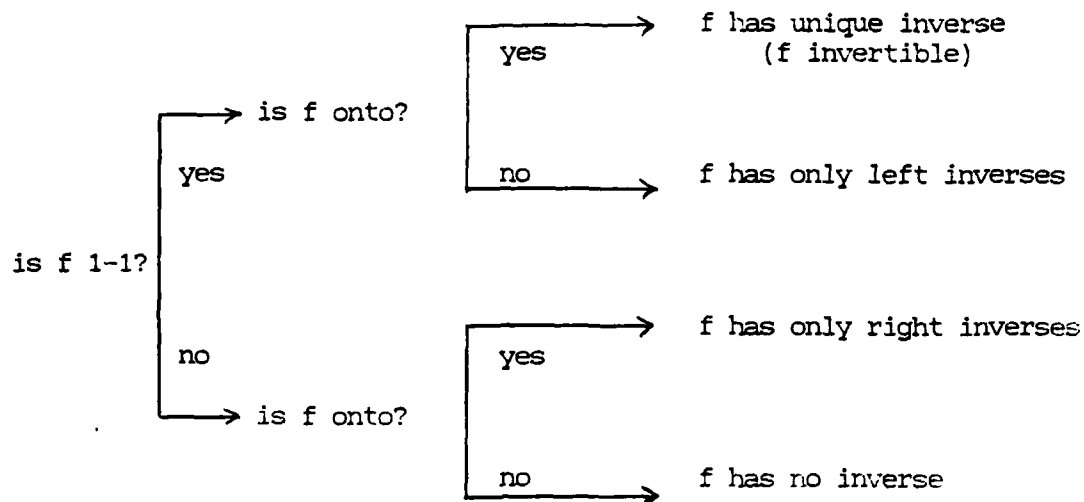 f has unique inverse
yes
(f invertible)
is f onto?
yes
no
f has only left inverses
is f 1-1?
f has only right inverses
no
yes
is f onto?
no
f has no inverse